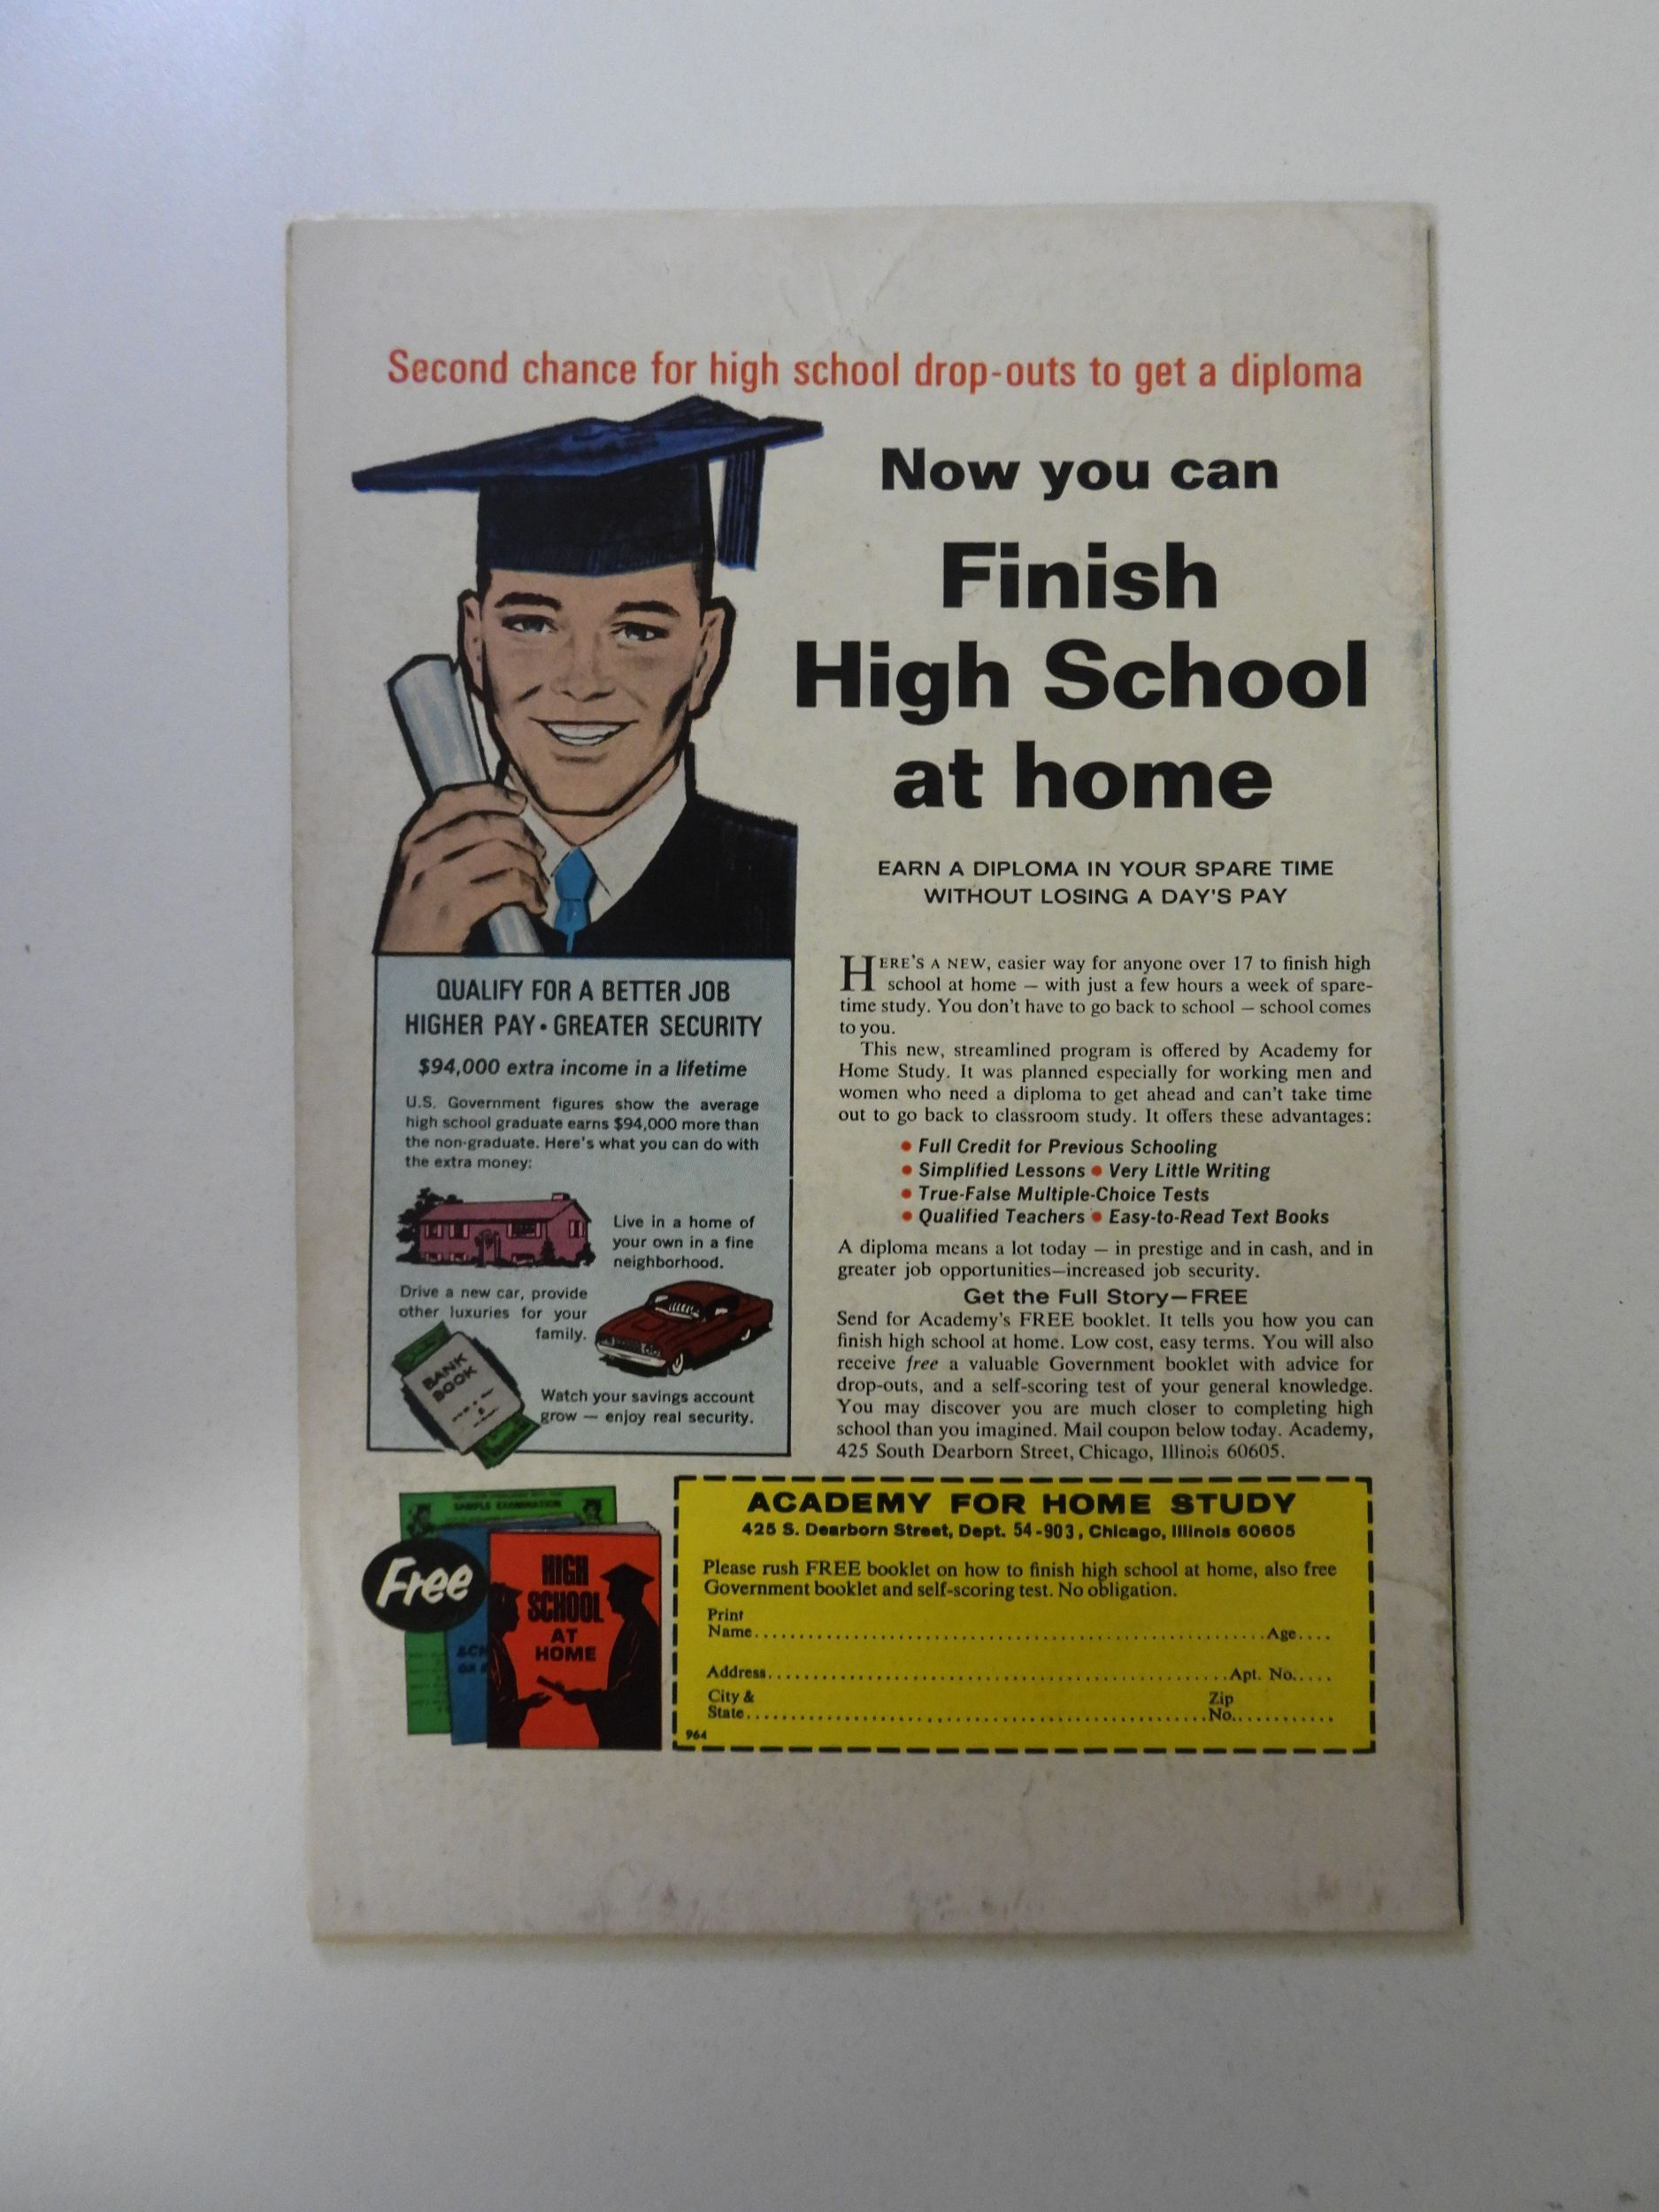 Second chance for high school drop-outs to get a diploma
Now you can
Finish
High School
at home
EARN A DIPLOMA IN YOUR SPARE TIME
WITHOUT LOSING A DAY'S PAY
HERE'S A NEW, easier way for anyone over 17 to finish high
school at home — with just a few hours a week of spare-
time study. You don't have to go back to school — school comes
to you.
This new, streamlined program is offered by Academy for
Home Study. It was planned especially for working men and
women who need a diploma to get ahead and can't take time
out to go back to classroom study. It offers these advantages:
• Full Credit for Previous Schooling
• Simplified Lessons • Very Little Writing
• True-False Multiple-Choice Tests
• Qualified Teachers • Easy-to-Read Text Books
A diploma means a lot today — in prestige and in cash, and in
greater job opportunities—increased job security.
Get the Full Story—FREE
Send for Academy's FREE booklet. It tells you how you can
finish high school at home. Low cost, easy terms. You will also
receive free a valuable Government booklet with advice for
drop-outs, and a self-scoring test of your general knowledge.
You may discover you are much closer to completing high
school than you imagined. Mail coupon below today. Academy,
425 South Dearborn Street, Chicago, Illinois 60605.
QUALIFY FOR A BETTER JOB
HIGHER PAY • GREATER SECURITY
$94,000 extra income in a lifetime
U.S. Government figures show the average
high school graduate earns $94,000 more than
the non-graduate. Here's what you can do with
the extra money:
Live in a home of
your own in a fine
neighborhood.
Drive a new car, provide
other luxuries for your
family.
BANK
BOOK
Watch your savings account
grow — enjoy real security.
SAMPLE EXAMINATION
Free
HIGH
SCHOOL
AT
HOME
ACADEMY FOR HOME STUDY
425 S. Dearborn Street, Dept. 54-903, Chicago, Illinois 60605
Please rush FREE booklet on how to finish high school at home, also free
Government booklet and self-scoring test. No obligation.
Print
Name.......... Age....
Address.......... Apt. No.....
City & Zip
State.......... No...........
964